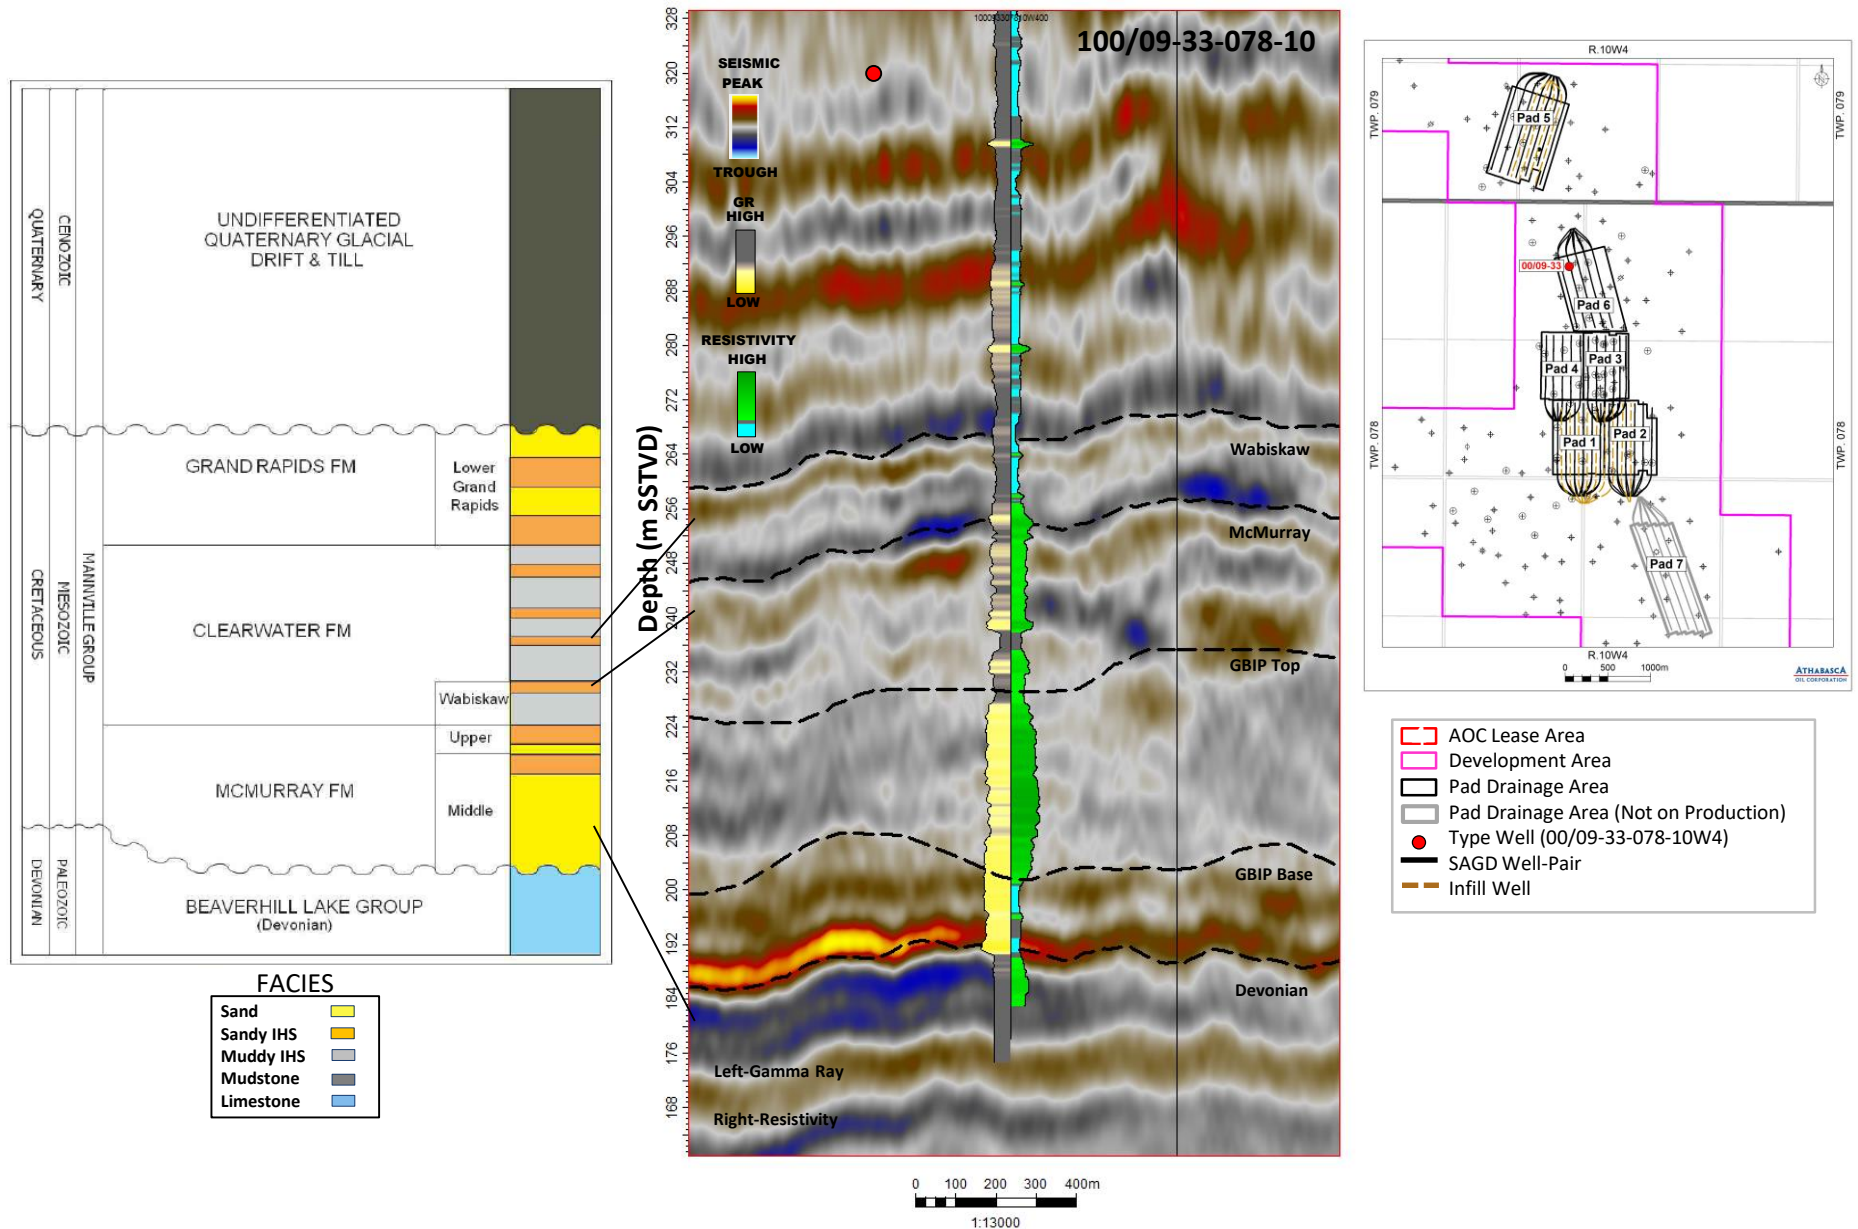 QUATERNARY
CENOZOIC
UNDIFFERENTIATED
QUATERNARY GLACIAL
DRIFT & TILL
CRETACEOUS
MESOZOIC
MANNVILLE GROUP
GRAND RAPIDS FM
Lower
Grand
Rapids
CLEARWATER FM
Wabiskaw
Upper
MCMURRAY FM
Middle
DEVONIAN
PALEOZOIC
BEAVERHILL LAKE GROUP
(Devonian)
FACIES
Sand
Sandy IHS
Muddy IHS
Mudstone
Limestone
Depth (m SSTVD)
328
320
312
304
296
288
280
272
264
256
248
240
232
224
216
208
200
192
184
176
168
100/09-33-078-10
SEISMIC
PEAK
TROUGH
GR
HIGH
LOW
RESISTIVITY
HIGH
LOW
Wabiskaw
McMurray
GBIP Top
GBIP Base
Devonian
Left-Gamma Ray
Right-Resistivity
0 100 200 300 400m
1:13000
R.10W4
TWP. 079
TWP. 079
Pad 5
00/09-33
Pad 6
Pad 3
Pad 4
Pad 2
Pad 1
TWP. 078
TWP. 078
Pad 7
R.10W4
0 500 1000m
ATHABASCA
OIL CORPORATION
AOC Lease Area
Development Area
Pad Drainage Area
Pad Drainage Area (Not on Production)
Type Well (00/09-33-078-10W4)
SAGD Well-Pair
Infill Well